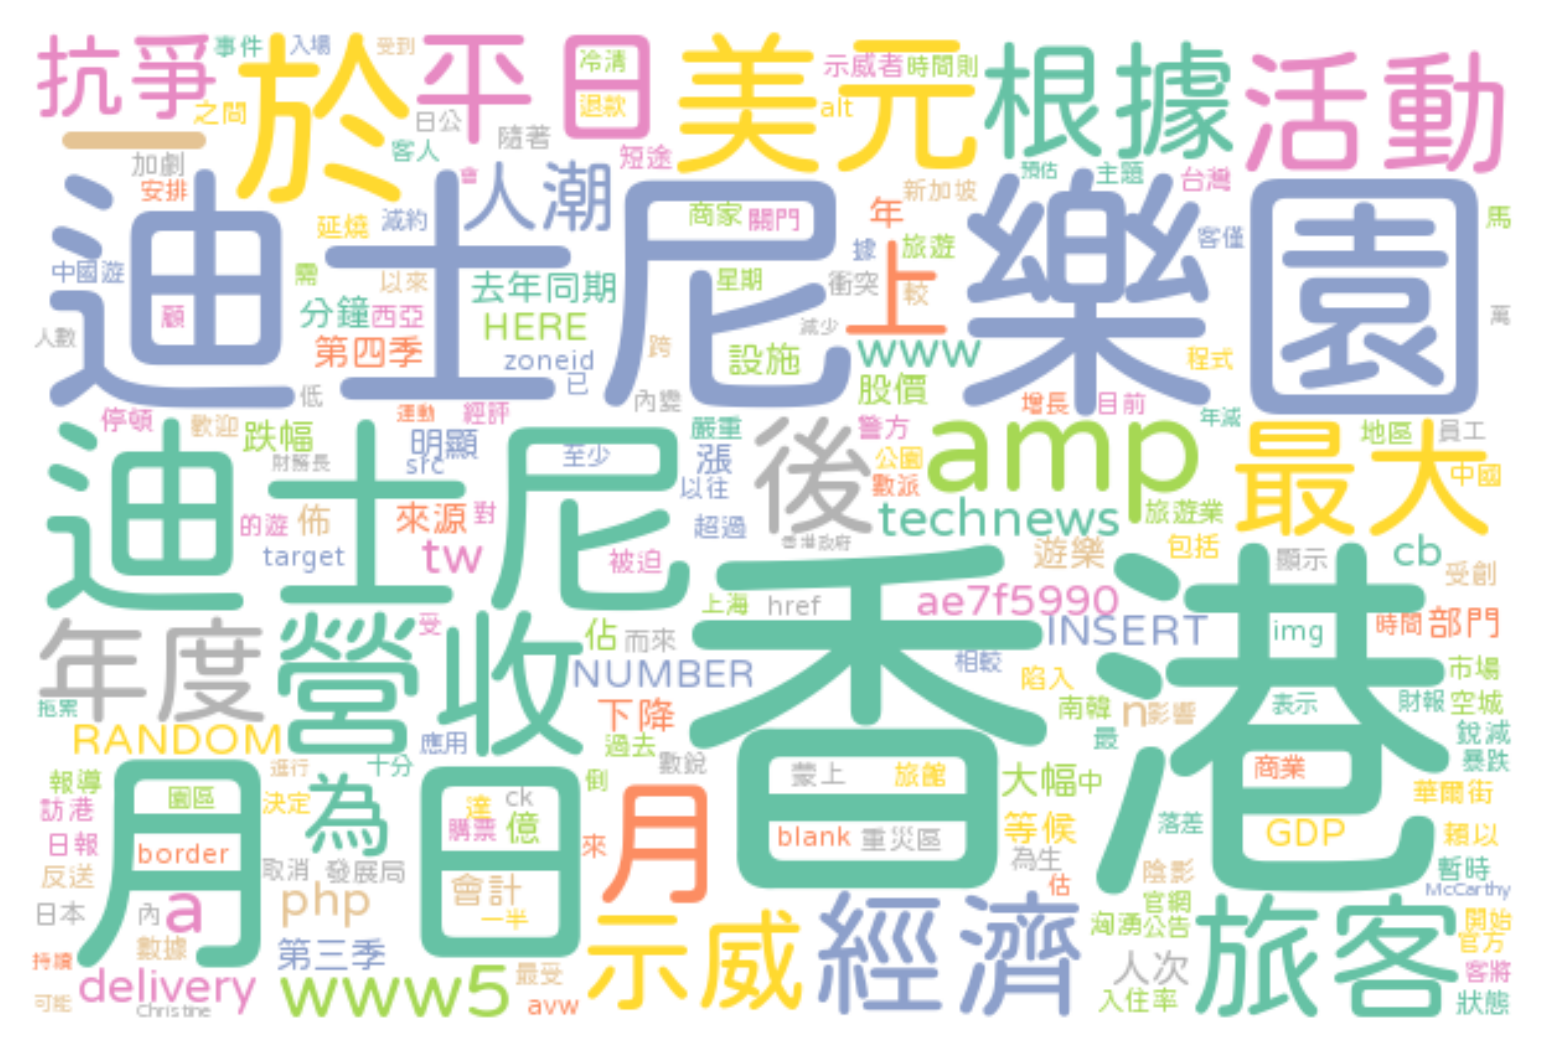 抗爭 事件 入場 受到 於 平日 冷清 退款 美元 示威者 時間則 alt 根據 活動
之間 日公 隨著 客人 短途
一 加劇 安排 會 人潮 預估 主題 台灣 新加坡
迪士尼樂園
延燒 減約 商家 關門 年 據 旅遊 客僅 馬
中國遊 需 以來 去年同期 星期 衝突 較 上
顧 分鐘 西亞 HERE 減少 萬
人數 第四季 zoneid 跨 設施 www 程式
低 已 內變 股價
停頓 歡迎 運動 經評 增長 目前 年減
跌幅 明顯 嚴重 後 警方 amp 最大 地區 員工
財務長 sfc 至少 漲 公園 中國
迪士尼 以往 數派
的遊 佈 來源 對 超過 technews 旅遊業
target tw 被迫 香港政府 遊樂 包括 顯示 cb 受創
香港
上海 href ae7f5990
年度 營收 受 佔 而來 INSERT img 時間 部門
NUMBER 相較 陷入 市場
拖累 下降 南韓 n 影響 表示 財報 空城
RANDOM 應用 過去 最 銳減
月日 進行 十分 數銳 商業 暴跌
報導 園區 決定 為 達 ck 倒 蒙上 旅館 大幅 中 華爾街
訪港 購票 億 月
日報 border 來 blank 重災區 等候 落差 GDP 賴以
反送 取消 發展局 為生 陰影 暫時
會計 估 McCarthy
日本 內 a php 一半 示威 經濟 官網 旅客 開始
洶湧 公告
數據 第三季 官方
持續 delivery www5 最受 人次 客將
可能 Christine avw 入住率 狀態